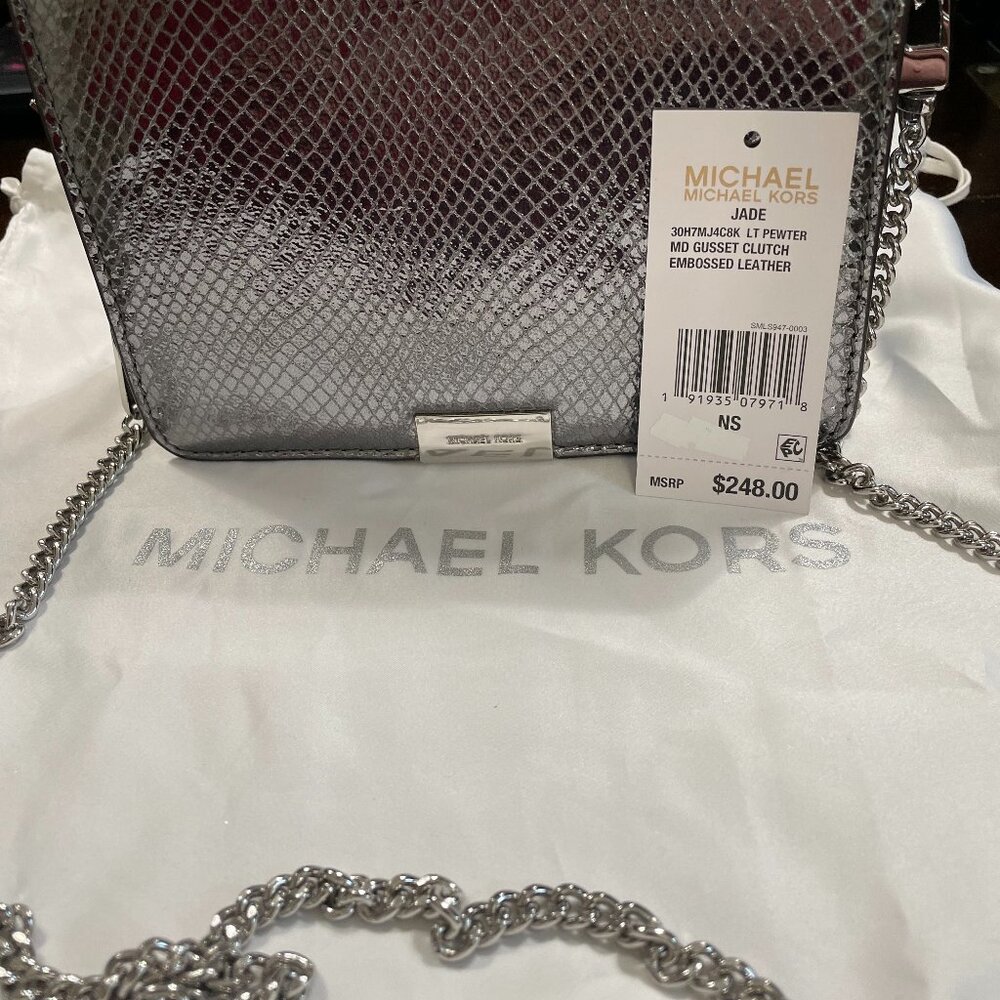 MICHAEL
MICHAEL KORS
JADE
30H7MJ4C8K LT PEWTER
MD GUSSET CLUTCH
EMBOSSED LEATHER
SMLS947-0003
1 91935 07971 8
NS
MSRP $248.00
MICHAEL KORS
MICHAEL KORS